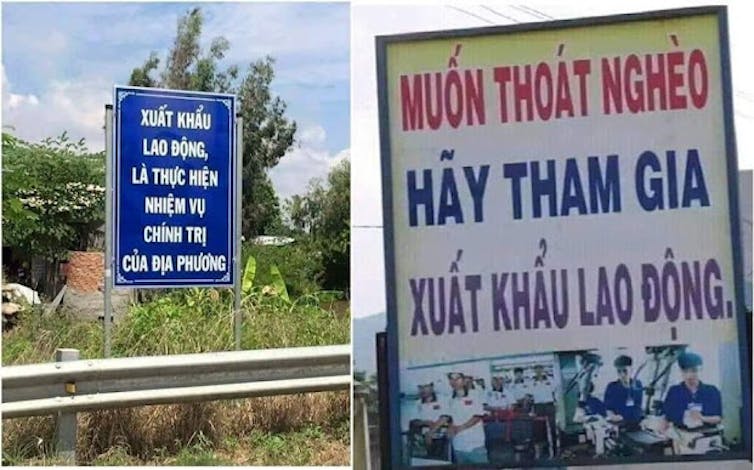 XUẤT KHẨU
LAO ĐỘNG,
LÀ THỰC HIỆN
NHIỆM VỤ
CHÍNH TRỊ
CỦA ĐỊA PHƯƠNG
MUỐN THOÁT NGHÈO
HÃY THAM GIA
XUẤT KHẨU LAO ĐỘNG.